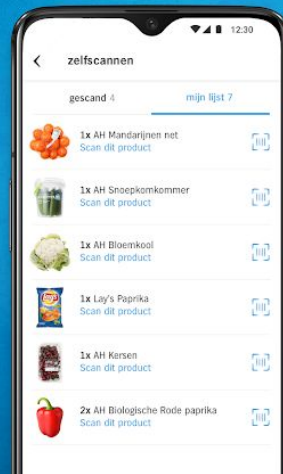 12:30
zelfscannen
gescand 4
mijn lijst 7
1x AH Mandarijnen net
Scan dit product
1x AH Snoepkomkommer
Scan dit product
1x AH Bloemkool
Scan dit product
1x Lay's Paprika
Scan dit product
1x AH Kersen
Scan dit product
2x AH Biologische Rode paprika
Scan dit product